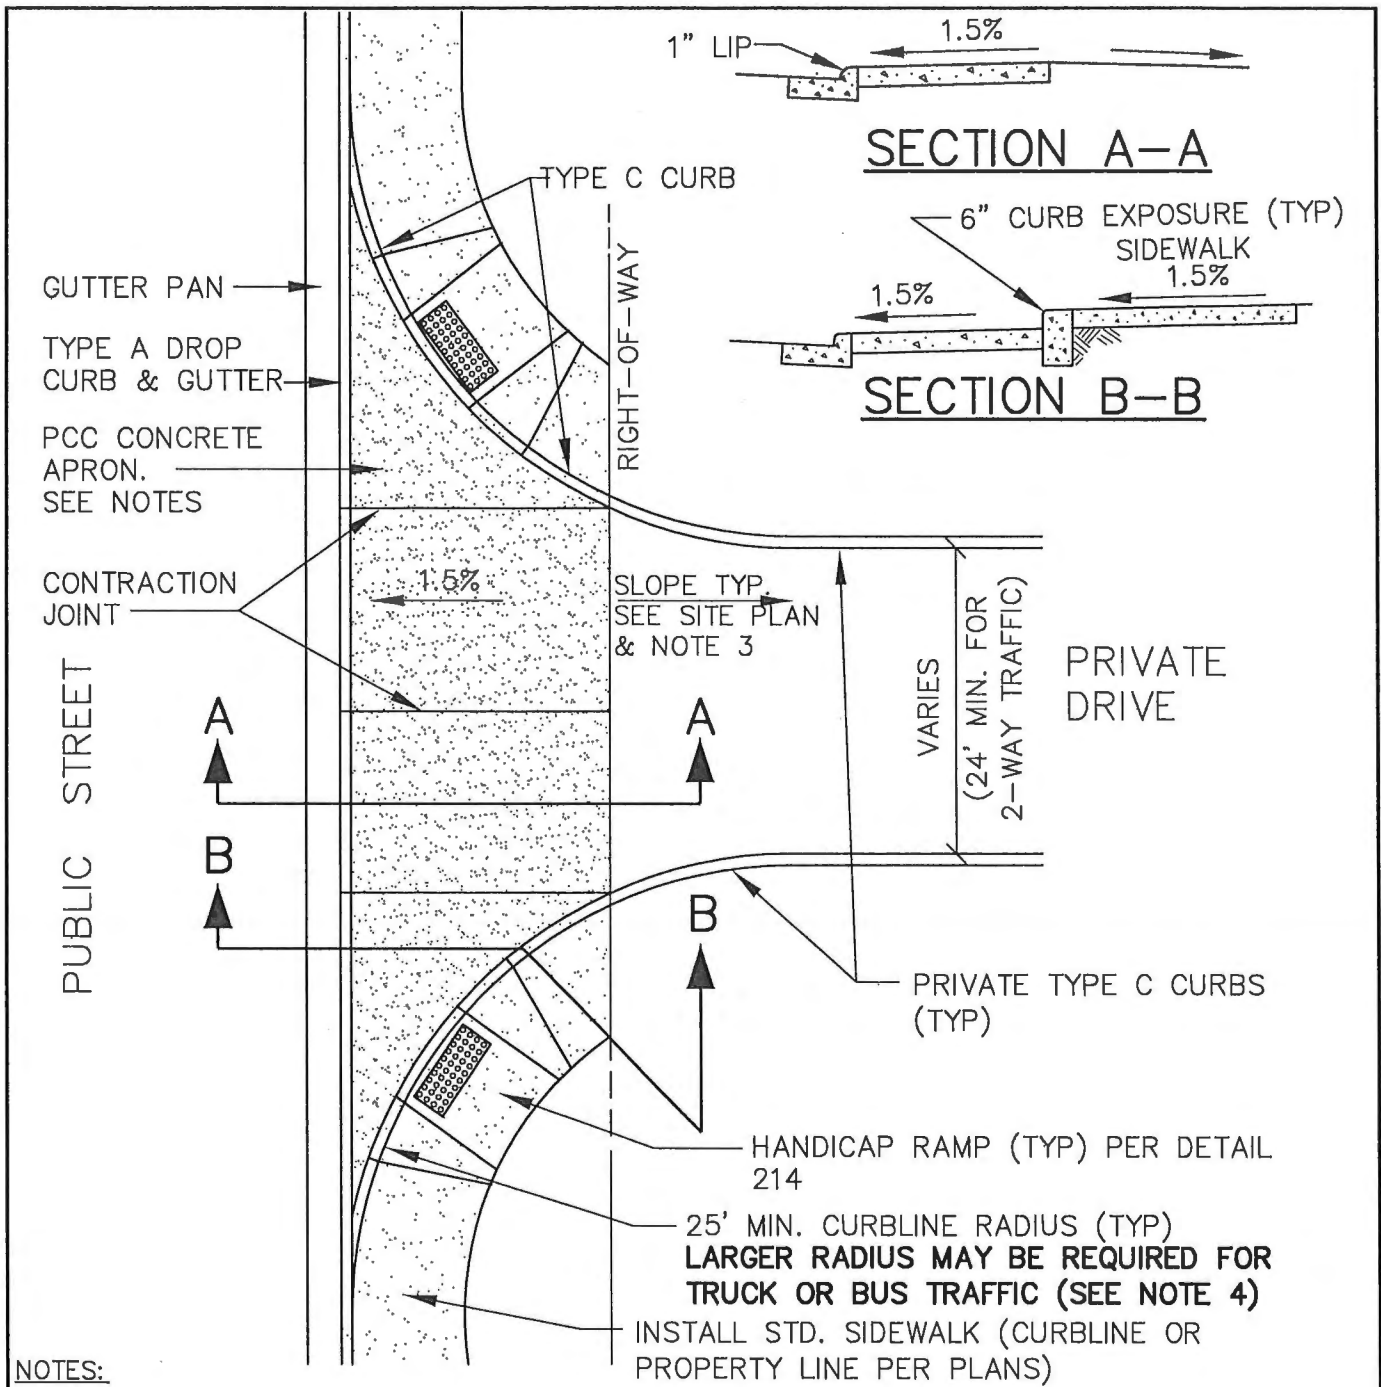 1" LIP
1.5%
SECTION A-A
TYPE C CURB
6" CURB EXPOSURE (TYP)
SIDEWALK
1.5%
1.5%
SECTION B-B
GUTTER PAN
TYPE A DROP
CURB & GUTTER
PCC CONCRETE
APRON.
SEE NOTES
RIGHT-OF-WAY
CONTRACTION
JOINT
1.5%
SLOPE TYP.
SEE SITE PLAN
& NOTE 3
VARIES
(24' MIN. FOR
2-WAY TRAFFIC)
PRIVATE
DRIVE
PUBLIC STREET
A
A
B
B
PRIVATE TYPE C CURBS
(TYP)
HANDICAP RAMP (TYP) PER DETAIL
214
25' MIN. CURBLINE RADIUS (TYP)
LARGER RADIUS MAY BE REQUIRED FOR
TRUCK OR BUS TRAFFIC (SEE NOTE 4)
INSTALL STD. SIDEWALK (CURBLINE OR
PROPERTY LINE PER PLANS)
NOTES: